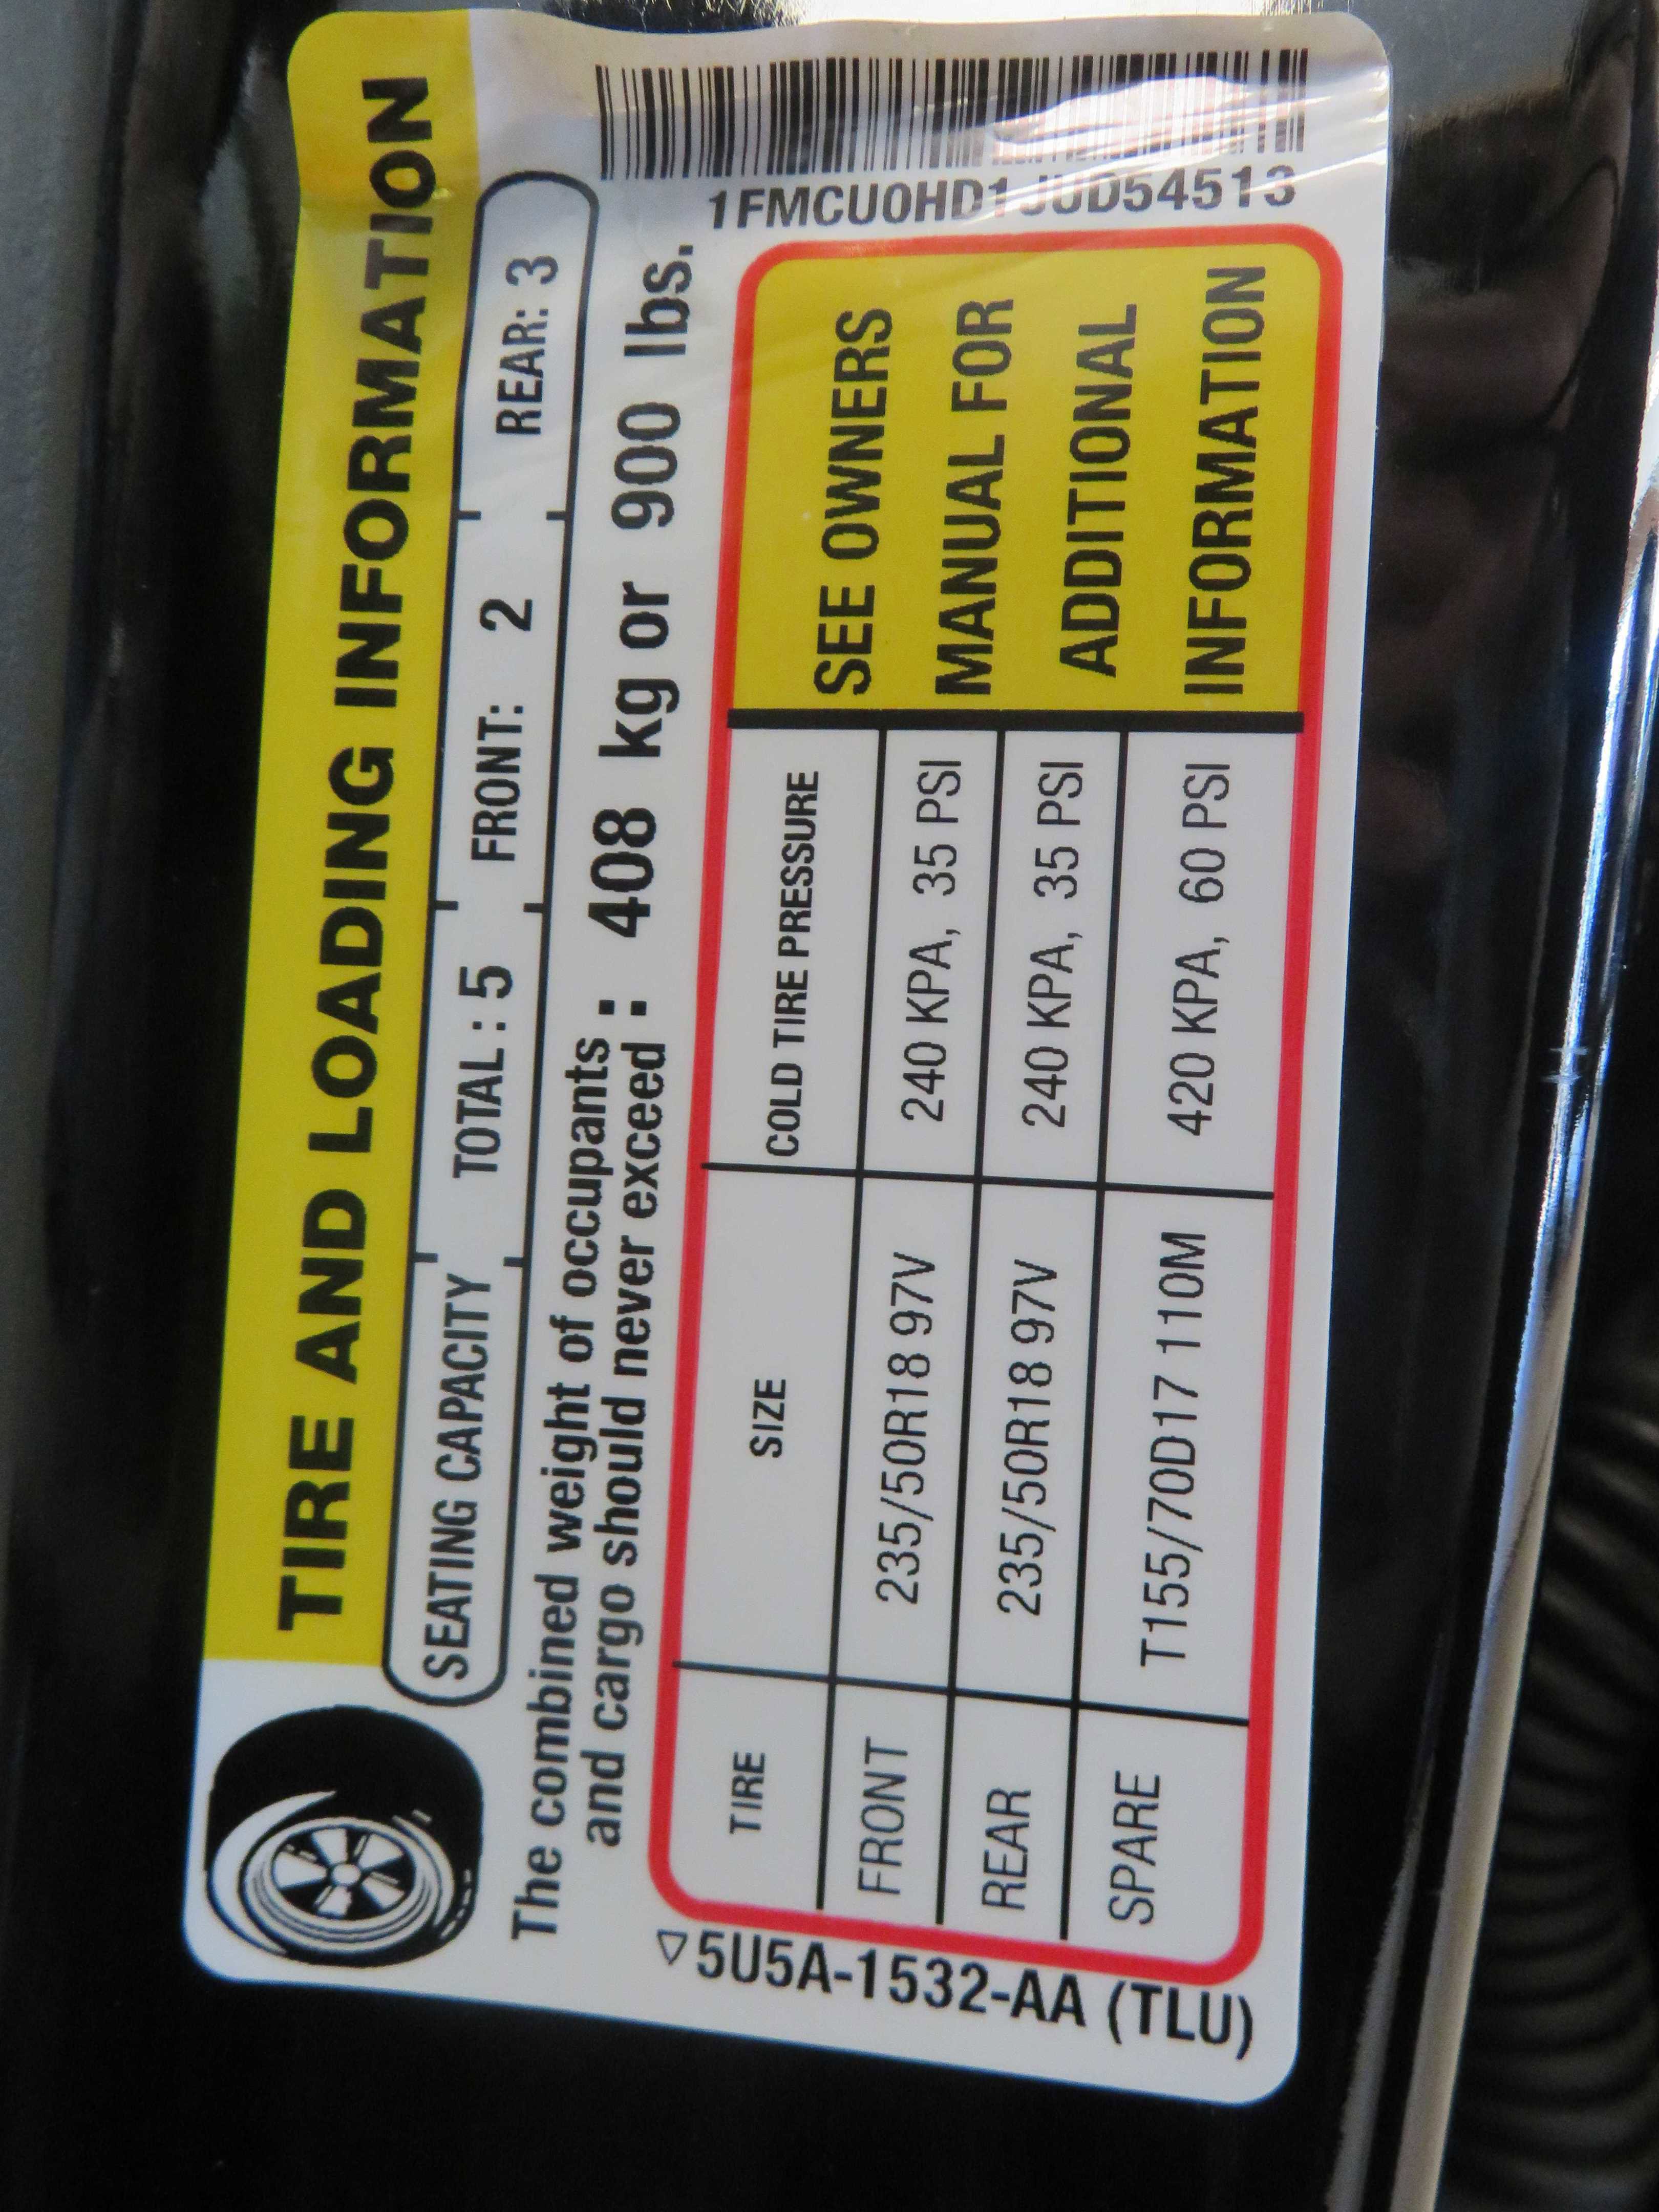 TIRE AND LOADING INFORMATION
SEATING CAPACITY TOTAL : 5 FRONT: 2 REAR: 3
The combined weight of occupants :
and cargo should never exceed : 408 kg or 900 lbs.
TIRE SIZE COLD TIRE PRESSURE
FRONT 235/50R18 97V 240 KPA, 35 PSI
REAR 235/50R18 97V 240 KPA, 35 PSI
SPARE T155/70D17 110M 420 KPA, 60 PSI
SEE OWNERS
MANUAL FOR
ADDITIONAL
INFORMATION
1FMCU0HD1JUD54513
▽5U5A-1532-AA (TLU)